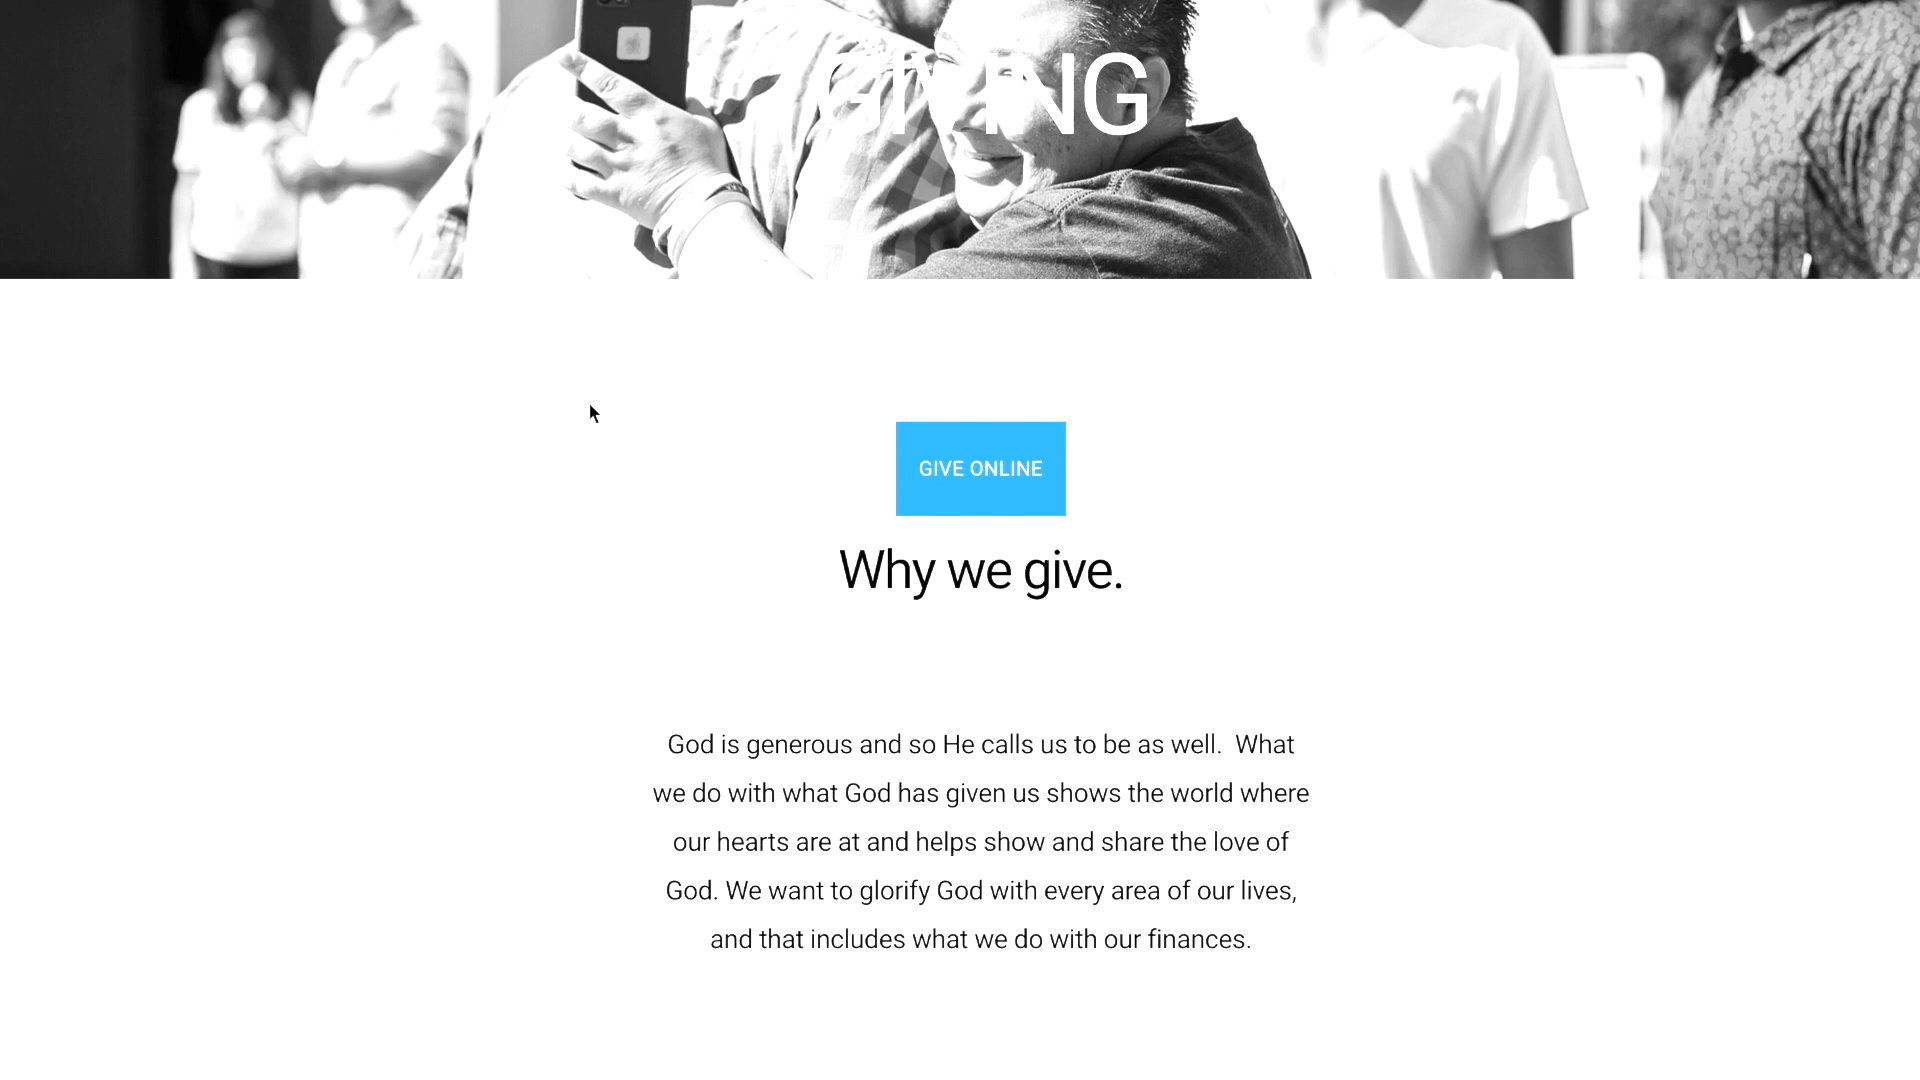 GIVING
GIVE ONLINE
Why we give.
God is generous and so He calls us to be as well.  What
we do with what God has given us shows the world where
our hearts are at and helps show and share the love of
God. We want to glorify God with every area of our lives,
and that includes what we do with our finances.